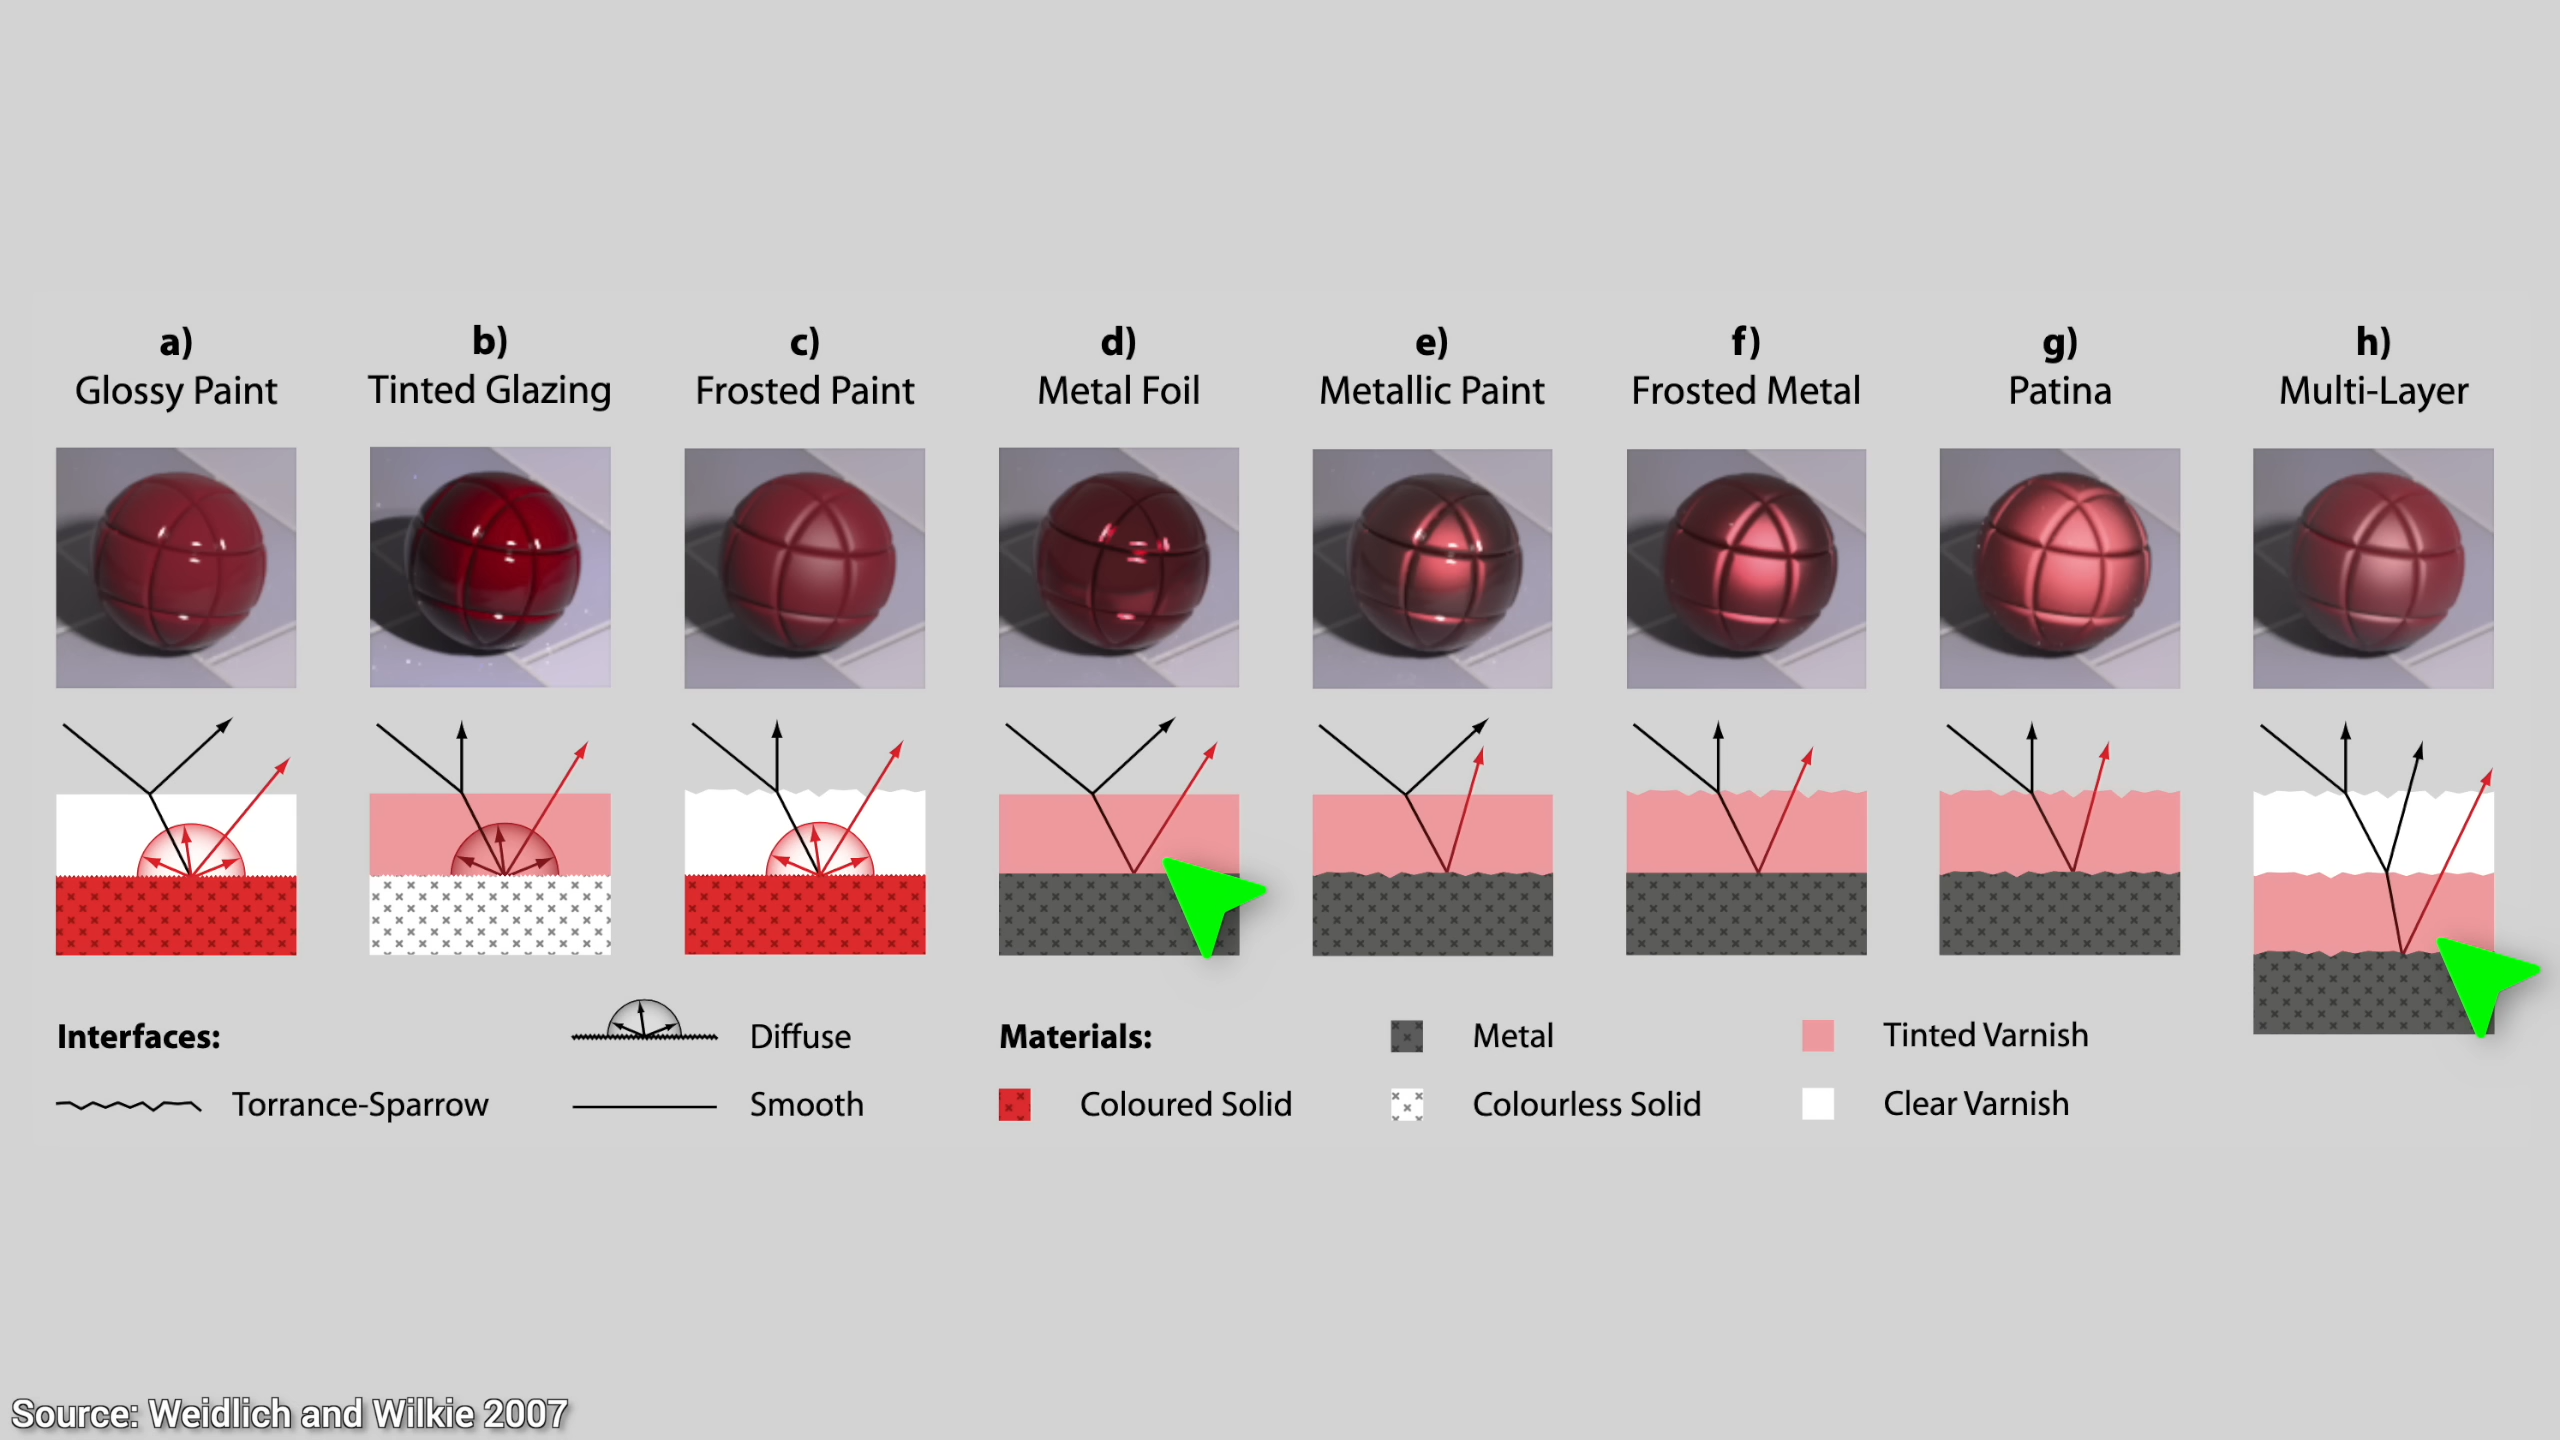 a)
Glossy Paint
b)
Tinted Glazing
c)
Frosted Paint
d)
Metal Foil
e)
Metallic Paint
f)
Frosted Metal
g)
Patina
h)
Multi-Layer
Interfaces:
Diffuse
Torrance-Sparrow
Smooth
Materials:
Metal
Tinted Varnish
Coloured Solid
Colourless Solid
Clear Varnish
Source: Weidlich and Wilkie 2007